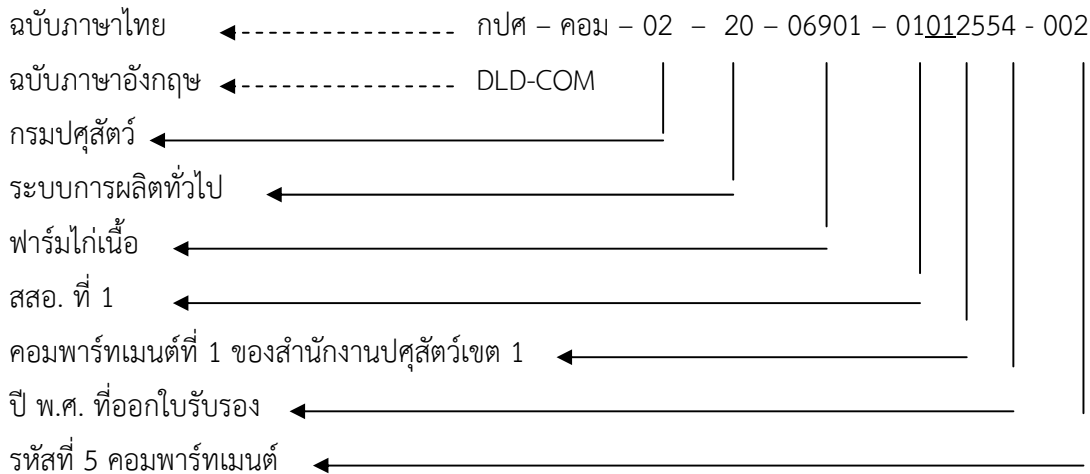 ฉบับภาษาไทย กปศ – คอม – 02 – 20 – 06901 – 01012554 - 002
ฉบับภาษาอังกฤษ DLD-COM
กรมปศุสัตว์
ระบบการผลิตทั่วไป
ฟาร์มไก่เนื้อ
สสอ. ที่ 1
คอมพาร์ทเมนต์ที่ 1 ของสำนักงานปศุสัตว์เขต 1
ปี พ.ศ. ที่ออกใบรับรอง
รหัสที่ 5 คอมพาร์ทเมนต์